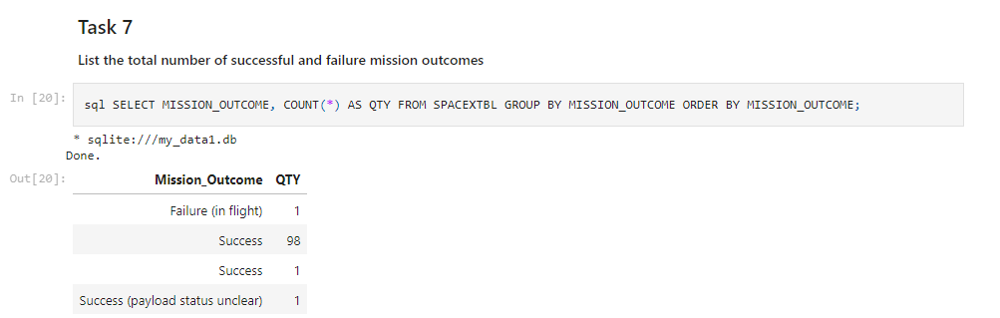 Task 7
List the total number of successful and failure mission outcomes
In [20]: sql SELECT MISSION_OUTCOME, COUNT(*) AS QTY FROM SPACEXTBL GROUP BY MISSION_OUTCOME ORDER BY MISSION_OUTCOME;
* sqlite:///my_data1.db
Done.
Out[20]: Mission_Outcome QTY
Failure (in flight) 1
Success 98
Success 1
Success (payload status unclear) 1